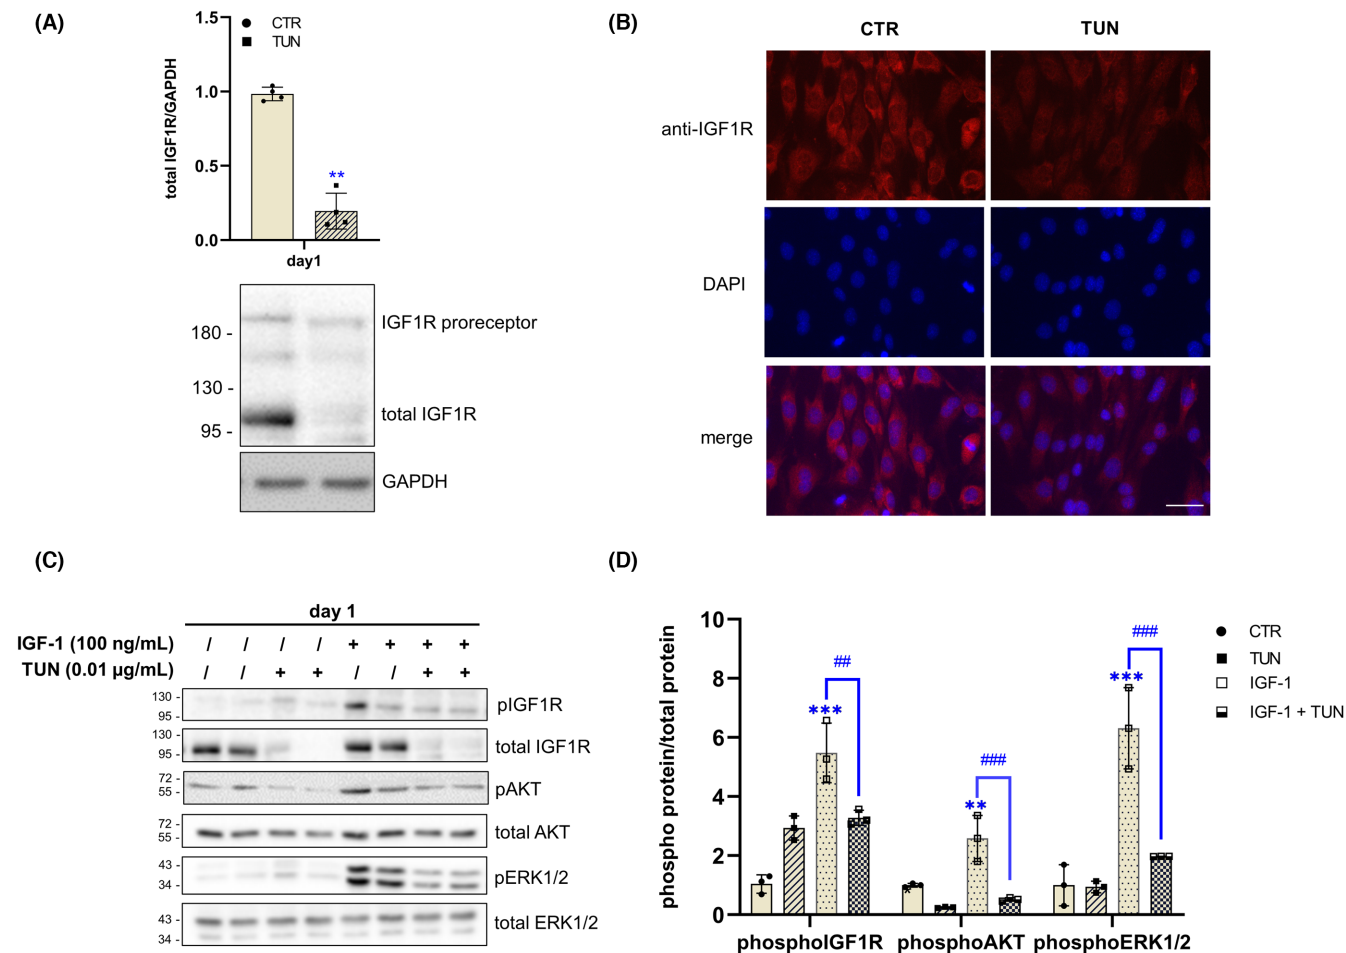 (A)
1.5
CTR
TUN
1.0
total IGF1R/GAPDH
0.5
**
0.0
day1
IGF1R proreceptor
180 -
130 -
total IGF1R
95 -
GAPDH
(B)
CTR
TUN
anti-IGF1R
DAPI
merge
(C)
day 1
IGF-1 (100 ng/mL) / / / / + + + +
TUN (0.01 µg/mL) / / + + / / + +
130 -
95 -
pIGF1R
130 -
95 -
total IGF1R
72 -
55 -
pAKT
72 -
55 -
total AKT
43 -
34 -
pERK1/2
43 -
34 -
total ERK1/2
(D)
phospho protein/total protein
10
8
6
4
2
0
***
##
**
###
***
###
*
phosphoIGF1R phosphoAKT phosphoERK1/2
CTR
TUN
IGF-1
IGF-1 + TUN